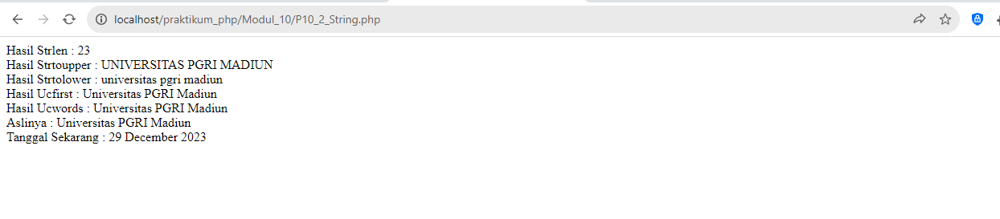 localhost/praktikum_php/Modul_10/P10_2_String.php
Hasil Strlen : 23
Hasil Strtoupper : UNIVERSITAS PGRI MADIUN
Hasil Strtolower : universitas pgri madiun
Hasil Ucfirst : Universitas PGRI Madiun
Hasil Ucwords : Universitas PGRI Madiun
Aslinya : Universitas PGRI Madiun
Tanggal Sekarang : 29 December 2023